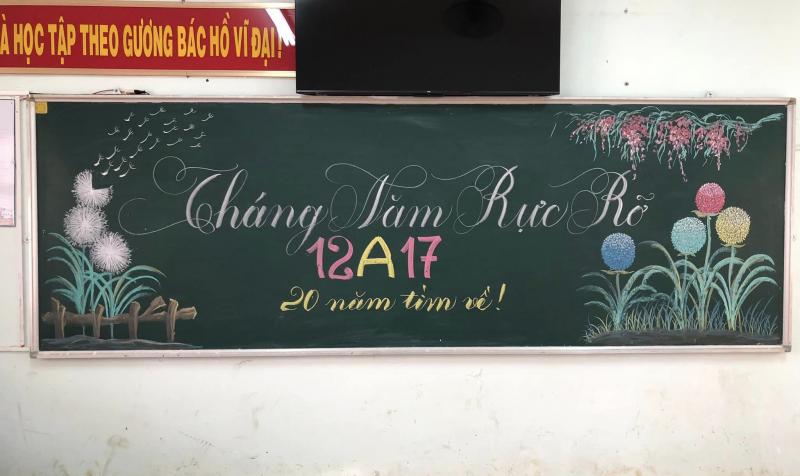 À HỌC TẬP THEO GƯƠNG BÁC HỒ VĨ ĐẠI!
Tháng Năm Rực Rỡ
12A17
20 năm tìm về!